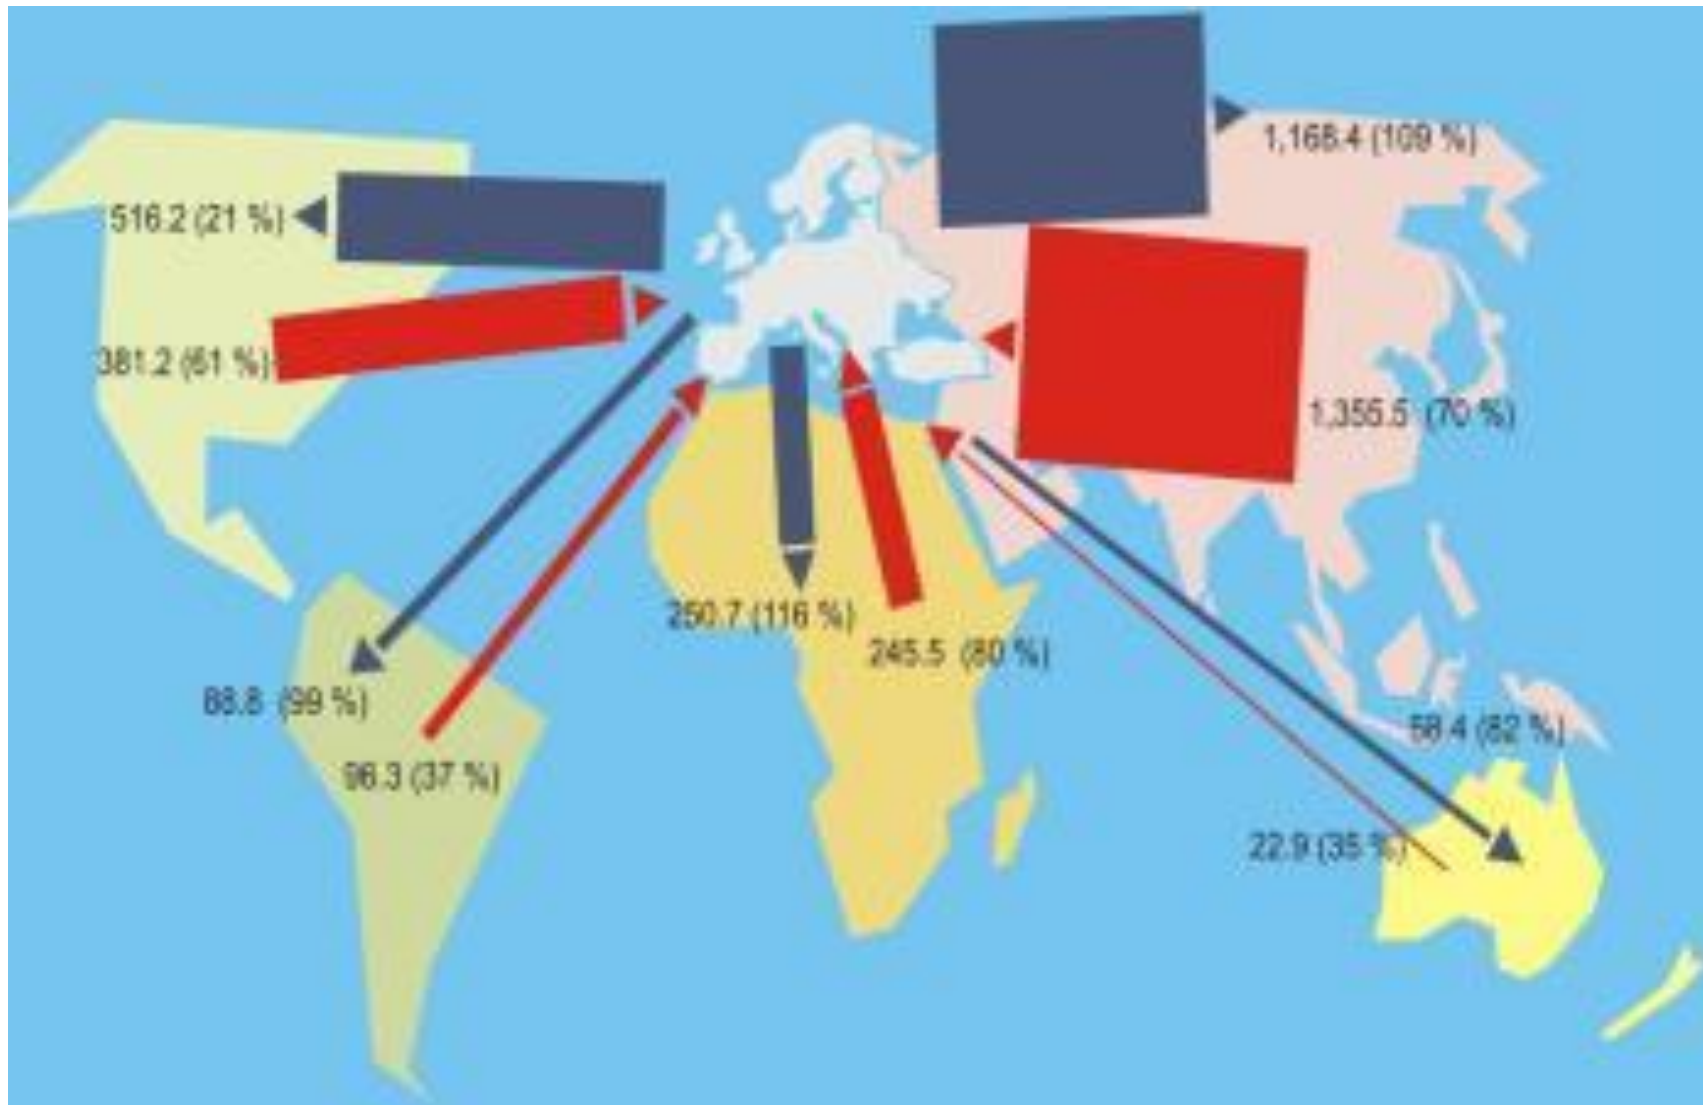 1,168.4 (109 %)
516.2 (21 %)
381.2 (61 %)
1,355.5 (70 %)
250.7 (116 %)
245.5 (80 %)
88.8 (99 %)
58.4 (82 %)
96.3 (37 %)
22.9 (35 %)